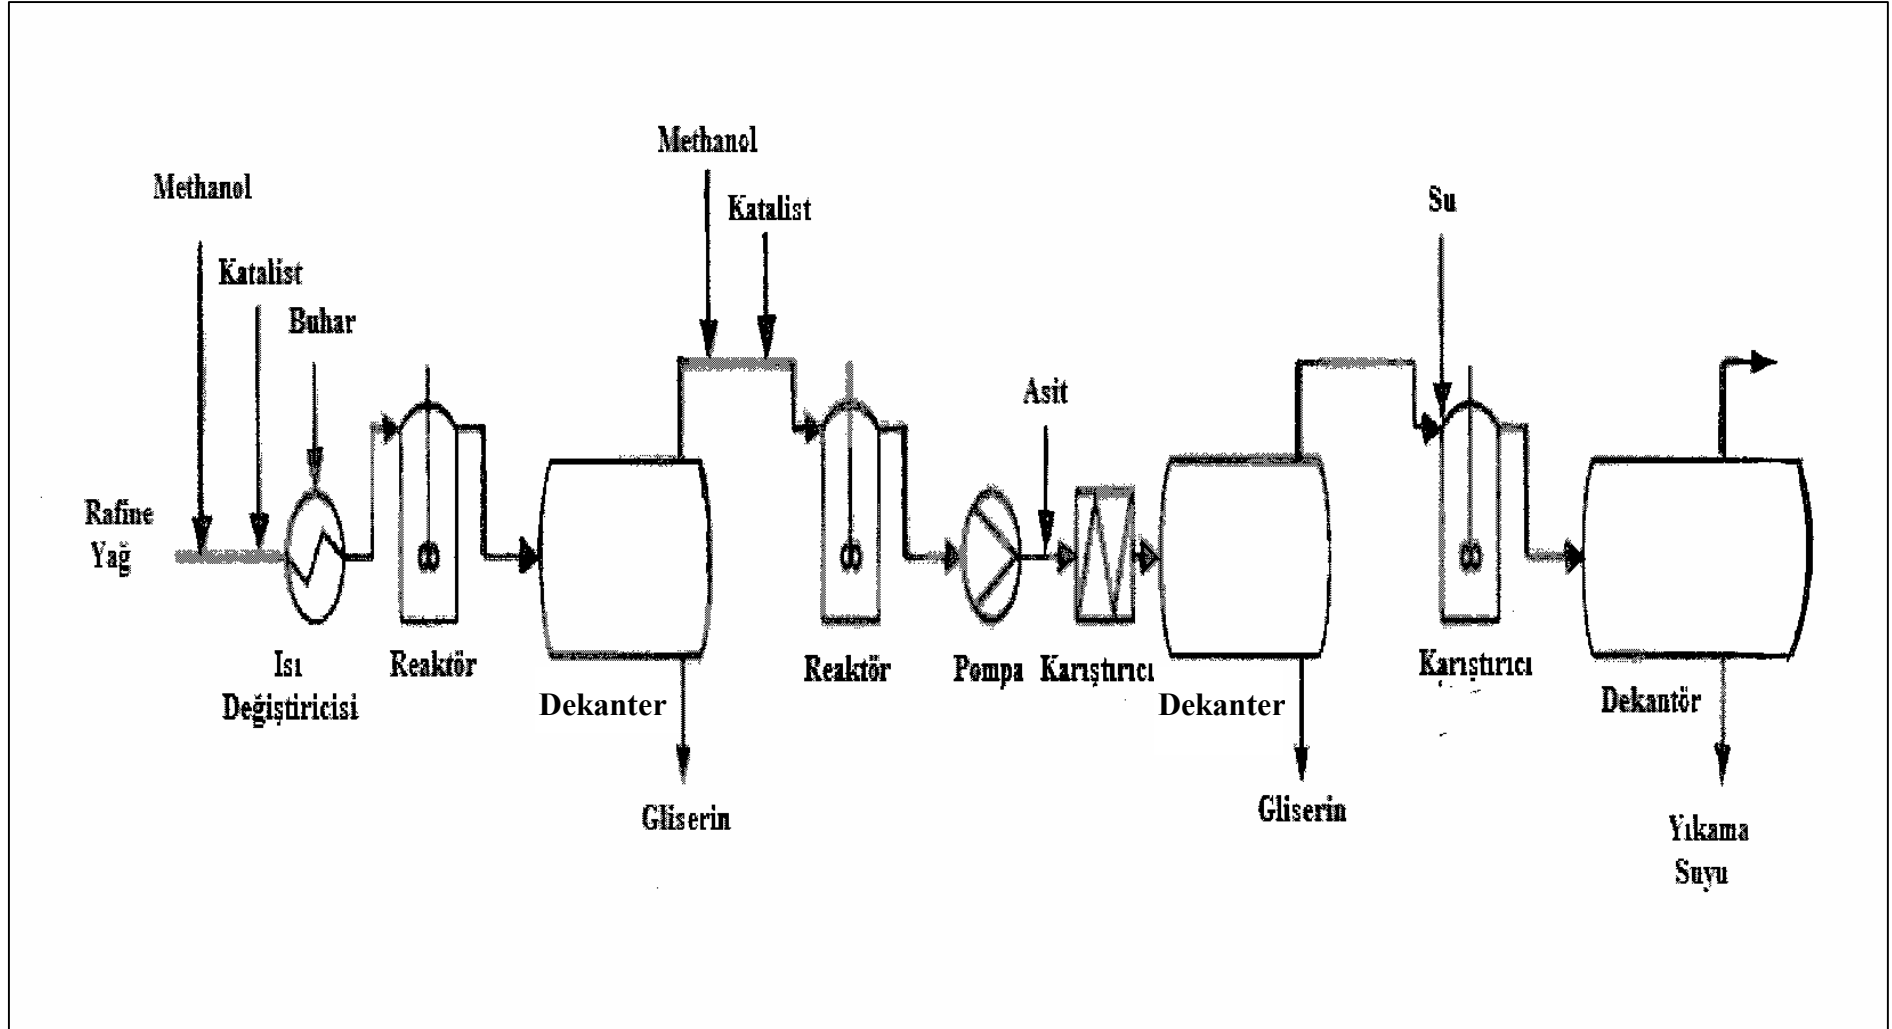 Methanol
Katalist
Buhar
Methanol
Katalist
Asit
Su
Rafine
Yağ
Isı
Değiştiricisi
Reaktör
Dekanter
Gliserin
Reaktör
Pompa
Karıştırıcı
Dekanter
Gliserin
Karıştırıcı
Dekantör
Yıkama
Suyu